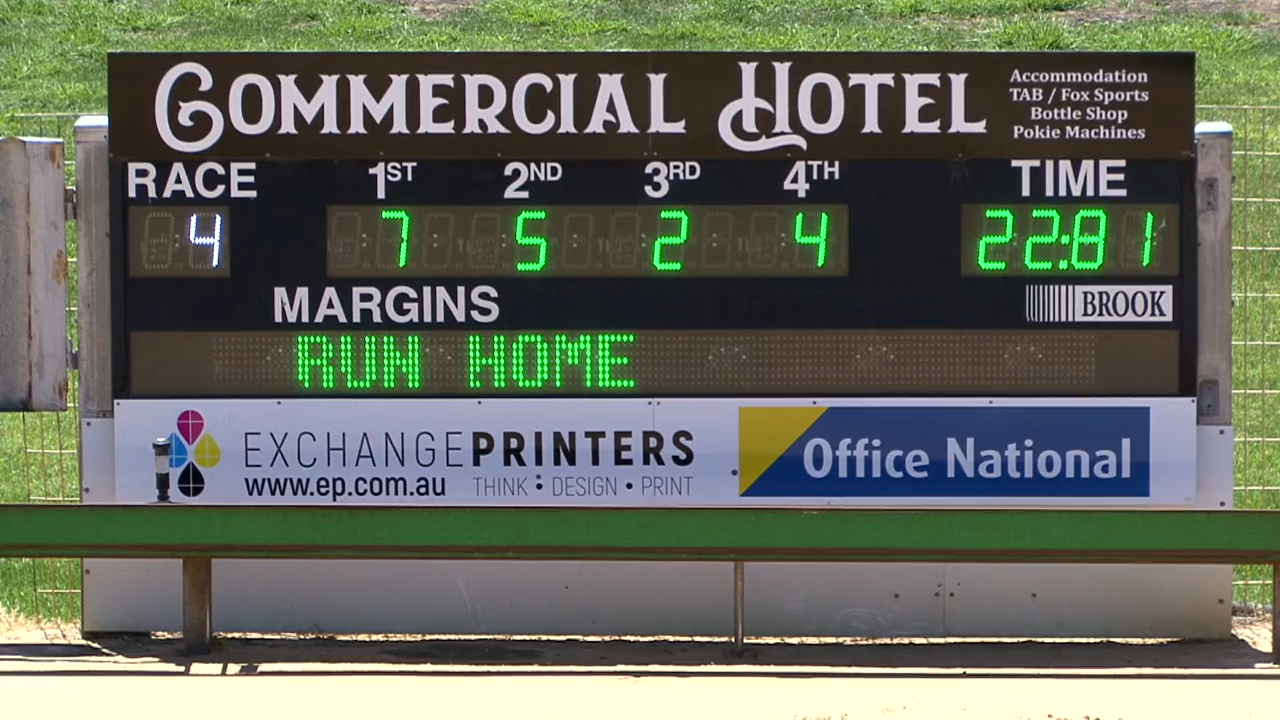 COMMERCIAL HOTEL
Accommodation
TAB / Fox Sports
Bottle Shop
Pokie Machines
RACE 1ST 2ND 3RD 4TH TIME
4 7 5 2 4 22:81
MARGINS
BROOK
RUN HOME
EXCHANGEPRINTERS
www.ep.com.au THINK • DESIGN • PRINT
Office National